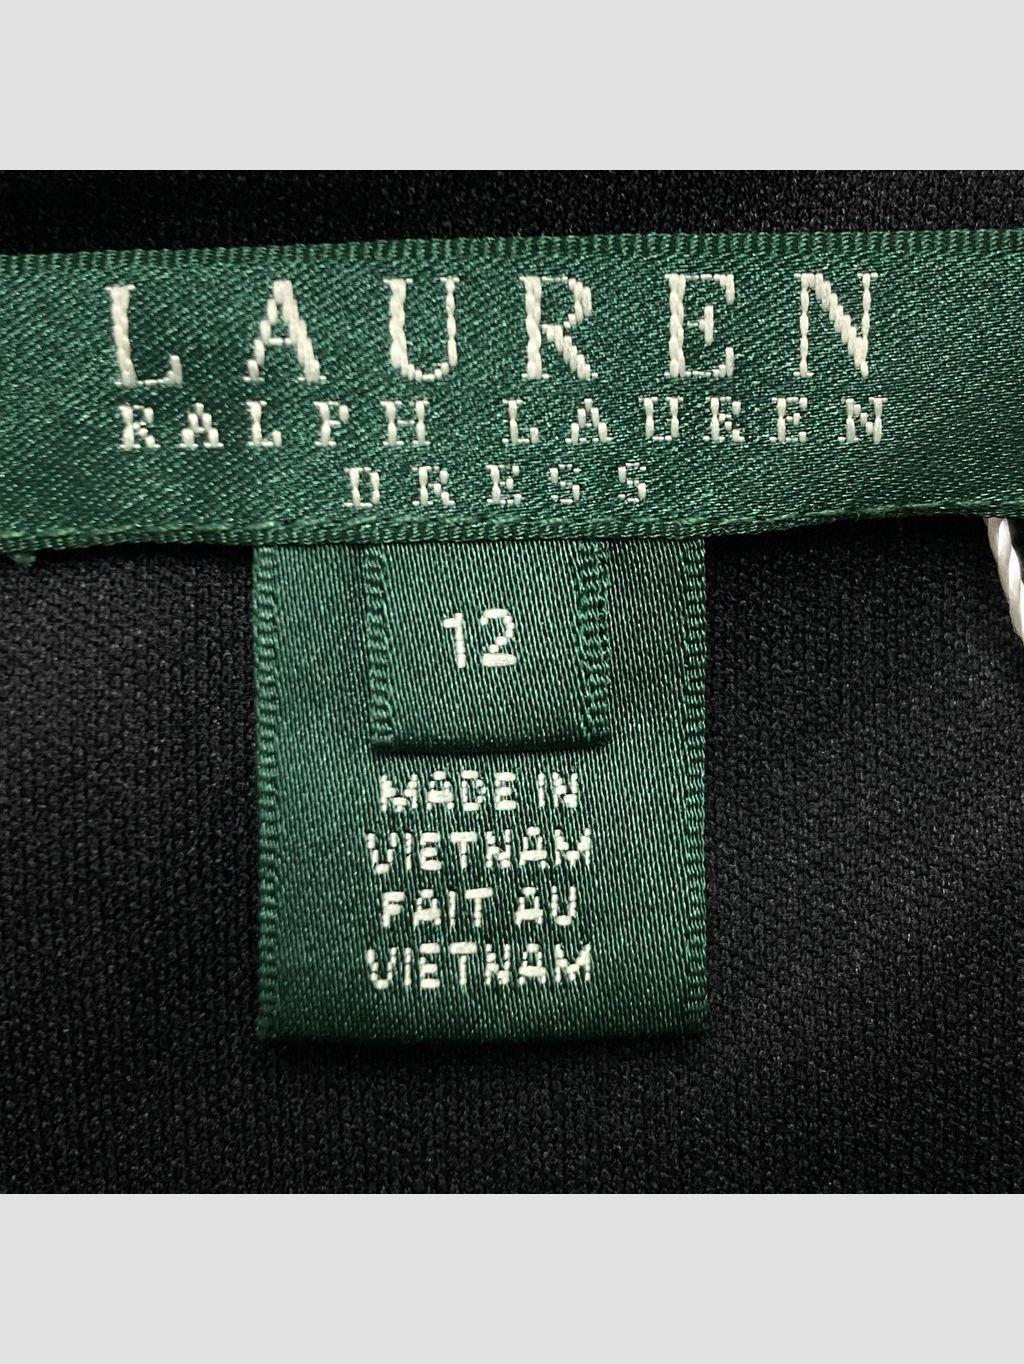 LAUREN
RALPH LAUREN
DRESS
12
MADE IN
VIETNAM
FAIT AU
VIETNAM